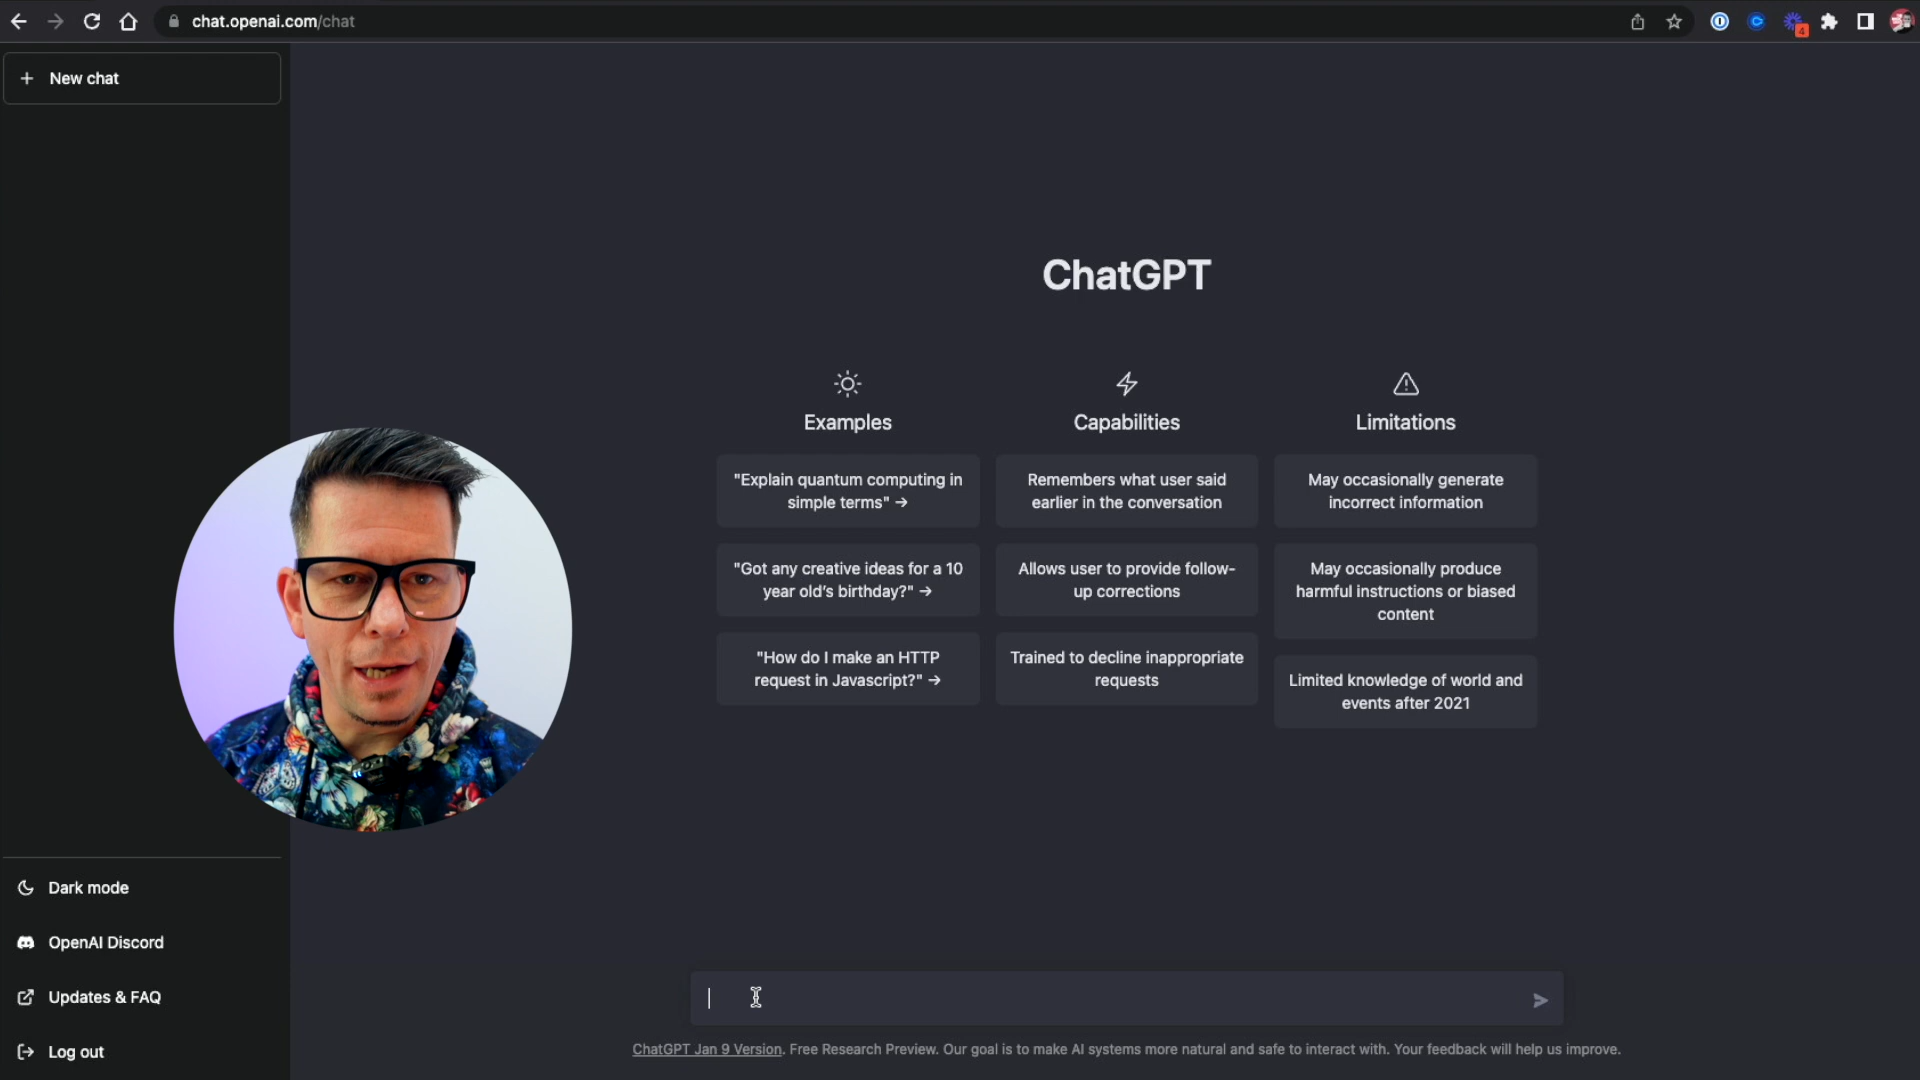 chat.openai.com/chat
4
New chat
ChatGPT
Examples
Capabilities
Limitations
"Explain quantum computing in
simple terms" →
Remembers what user said
earlier in the conversation
May occasionally generate
incorrect information
"Got any creative ideas for a 10
year old's birthday?" →
Allows user to provide follow-
up corrections
May occasionally produce
harmful instructions or biased
content
"How do I make an HTTP
request in Javascript?" →
Trained to decline inappropriate
requests
Limited knowledge of world and
events after 2021
Dark mode
OpenAI Discord
Updates & FAQ
Log out
ChatGPT Jan 9 Version. Free Research Preview. Our goal is to make AI systems more natural and safe to interact with. Your feedback will help us improve.